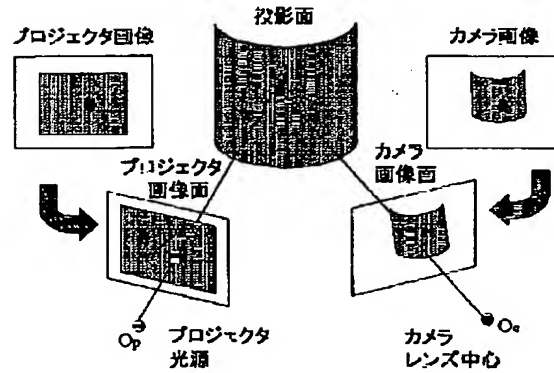 投影面
プロジェクタ画像
カメラ画像
プロジェクタ
画像面
カメラ
画像面
Op
プロジェクタ
光源
カメラ
レンズ中心
Oc